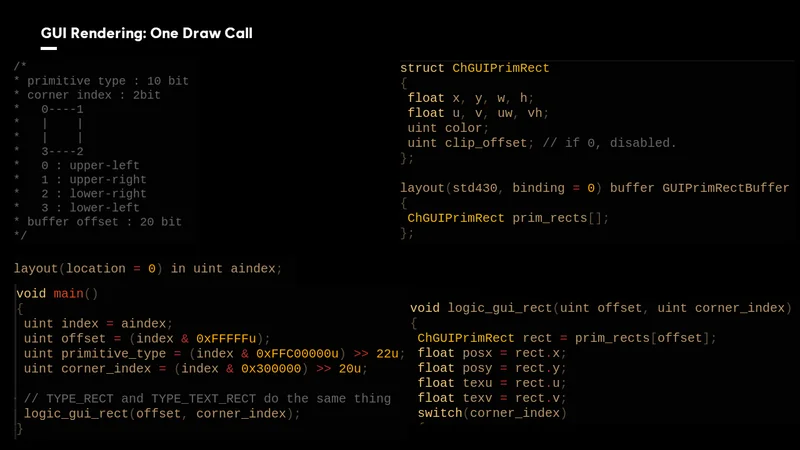 GUI Rendering: One Draw Call
/*
* primitive type : 10 bit
* corner index : 2bit
*   0----1
*   |    |
*   |    |
*   3----2
*   0 : upper-left
*   1 : upper-right
*   2 : lower-right
*   3 : lower-left
* buffer offset : 20 bit
*/
layout(location = 0) in uint aindex;
void main()
{
 uint index = aindex;
 uint offset = (index & 0xFFFFFu);
 uint primitive_type = (index & 0xFFC00000u) >> 22u;
 uint corner_index = (index & 0x300000) >> 20u;
 // TYPE_RECT and TYPE_TEXT_RECT do the same thing
 logic_gui_rect(offset, corner_index);
}
struct ChGUIPrimRect
{
 float x, y, w, h;
 float u, v, uw, vh;
 uint color;
 uint clip_offset; // if 0, disabled.
};
layout(std430, binding = 0) buffer GUIPrimRectBuffer
{
 ChGUIPrimRect prim_rects[];
};
void logic_gui_rect(uint offset, uint corner_index)
{
 ChGUIPrimRect rect = prim_rects[offset];
 float posx = rect.x;
 float posy = rect.y;
 float texu = rect.u;
 float texv = rect.v;
 switch(corner_index)
 {